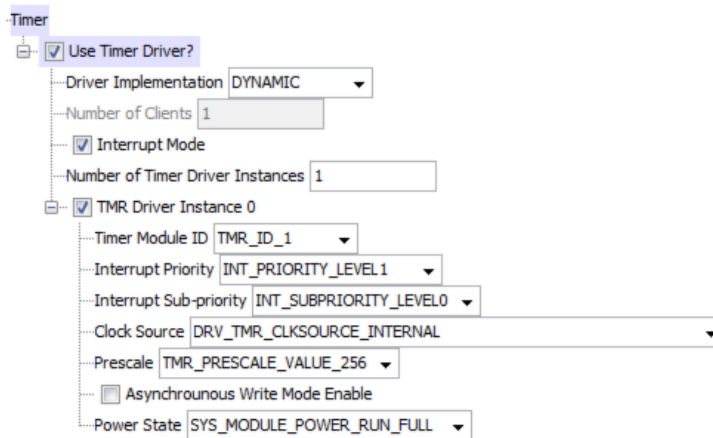 Timer
Use Timer Driver?
Driver Implementation DYNAMIC
Number of Clients 1
Interrupt Mode
Number of Timer Driver Instances 1
TMR Driver Instance 0
Timer Module ID TMR_ID_1
Interrupt Priority INT_PRIORITY_LEVEL1
Interrupt Sub-priority INT_SUBPRIORITY_LEVEL0
Clock Source DRV_TMR_CLKSOURCE_INTERNAL
Prescale TMR_PRESCALE_VALUE_256
Asynchrounous Write Mode Enable
Power State SYS_MODULE_POWER_RUN_FULL